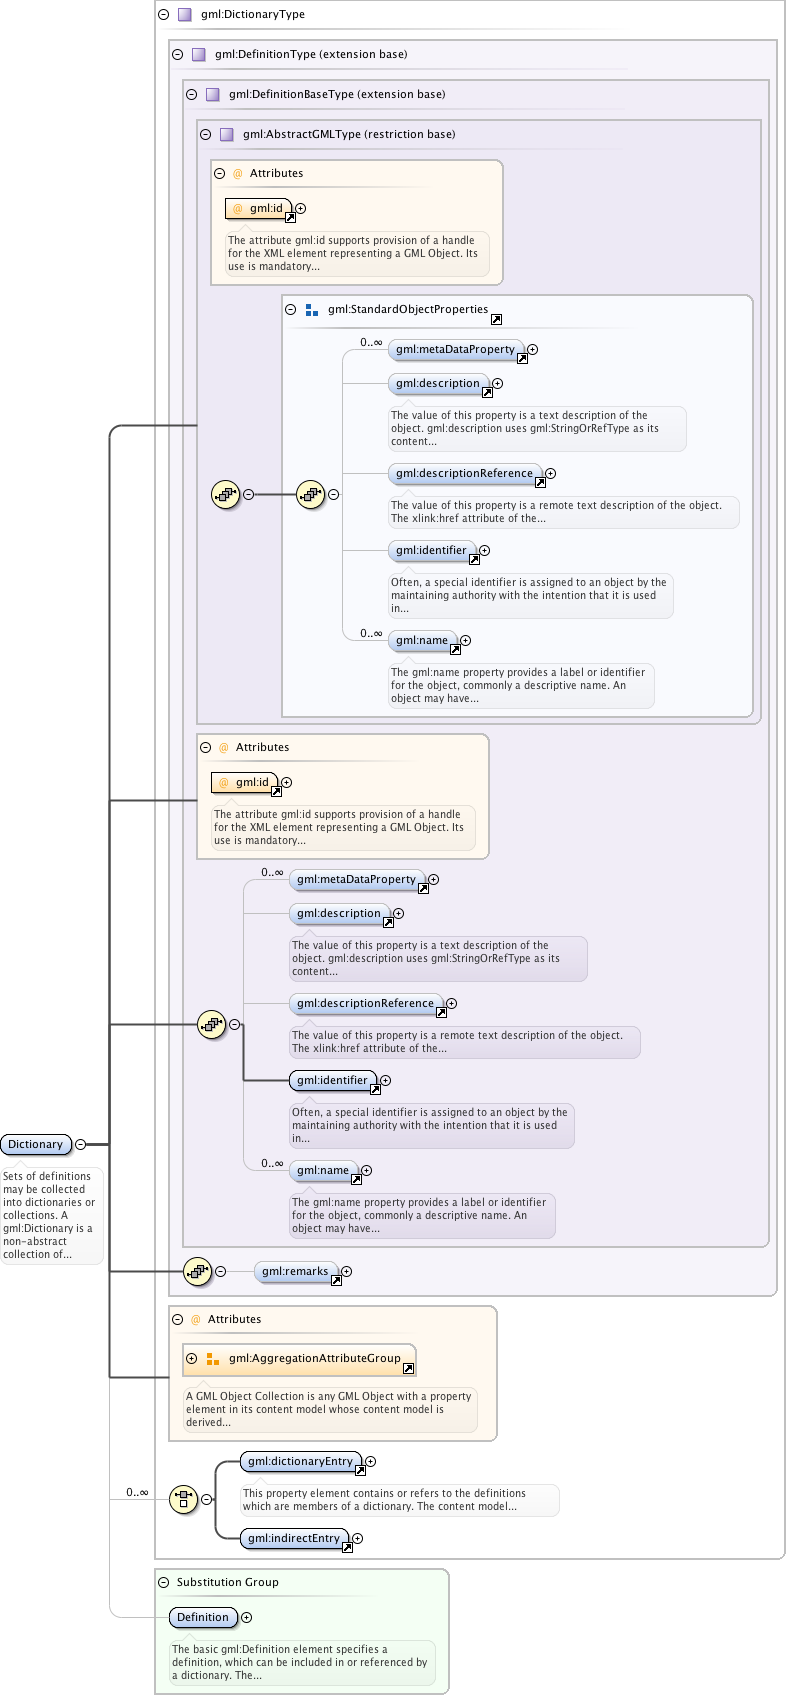 gml:DictionaryType
gml:DefinitionType (extension base)
gml:DefinitionBaseType (extension base)
gml:AbstractGMLType (restriction base)
@ Attributes
@ gml:id
The attribute gml:id supports provision of a handle
for the XML element representing a GML Object. Its
use is mandatory...
gml:StandardObjectProperties
0..∞
gml:metaDataProperty
gml:description
The value of this property is a text description of the
object. gml:description uses gml:StringOrRefType as its
content...
gml:descriptionReference
The value of this property is a remote text description of the object.
The xlink:href attribute of the...
gml:identifier
Often, a special identifier is assigned to an object by the
maintaining authority with the intention that it is used
in...
0..∞
gml:name
The gml:name property provides a label or identifier
for the object, commonly a descriptive name. An
object may have...
@ Attributes
@ gml:id
The attribute gml:id supports provision of a handle
for the XML element representing a GML Object. Its
use is mandatory...
0..∞
gml:metaDataProperty
gml:description
The value of this property is a text description of the
object. gml:description uses gml:StringOrRefType as its
content...
gml:descriptionReference
The value of this property is a remote text description of the object.
The xlink:href attribute of the...
gml:identifier
Often, a special identifier is assigned to an object by the
maintaining authority with the intention that it is used
in...
0..∞
gml:name
The gml:name property provides a label or identifier
for the object, commonly a descriptive name. An
object may have...
Dictionary
Sets of definitions
may be collected
into dictionaries or
collections. A
gml:Dictionary is a
non-abstract
collection of...
gml:remarks
@ Attributes
gml:AggregationAttributeGroup
A GML Object Collection is any GML Object with a property
element in its content model whose content model is
derived...
0..∞
gml:dictionaryEntry
This property element contains or refers to the definitions
which are members of a dictionary. The content model...
gml:indirectEntry
Substitution Group
Definition
The basic gml:Definition element specifies a
definition, which can be included in or referenced by
a dictionary. The...